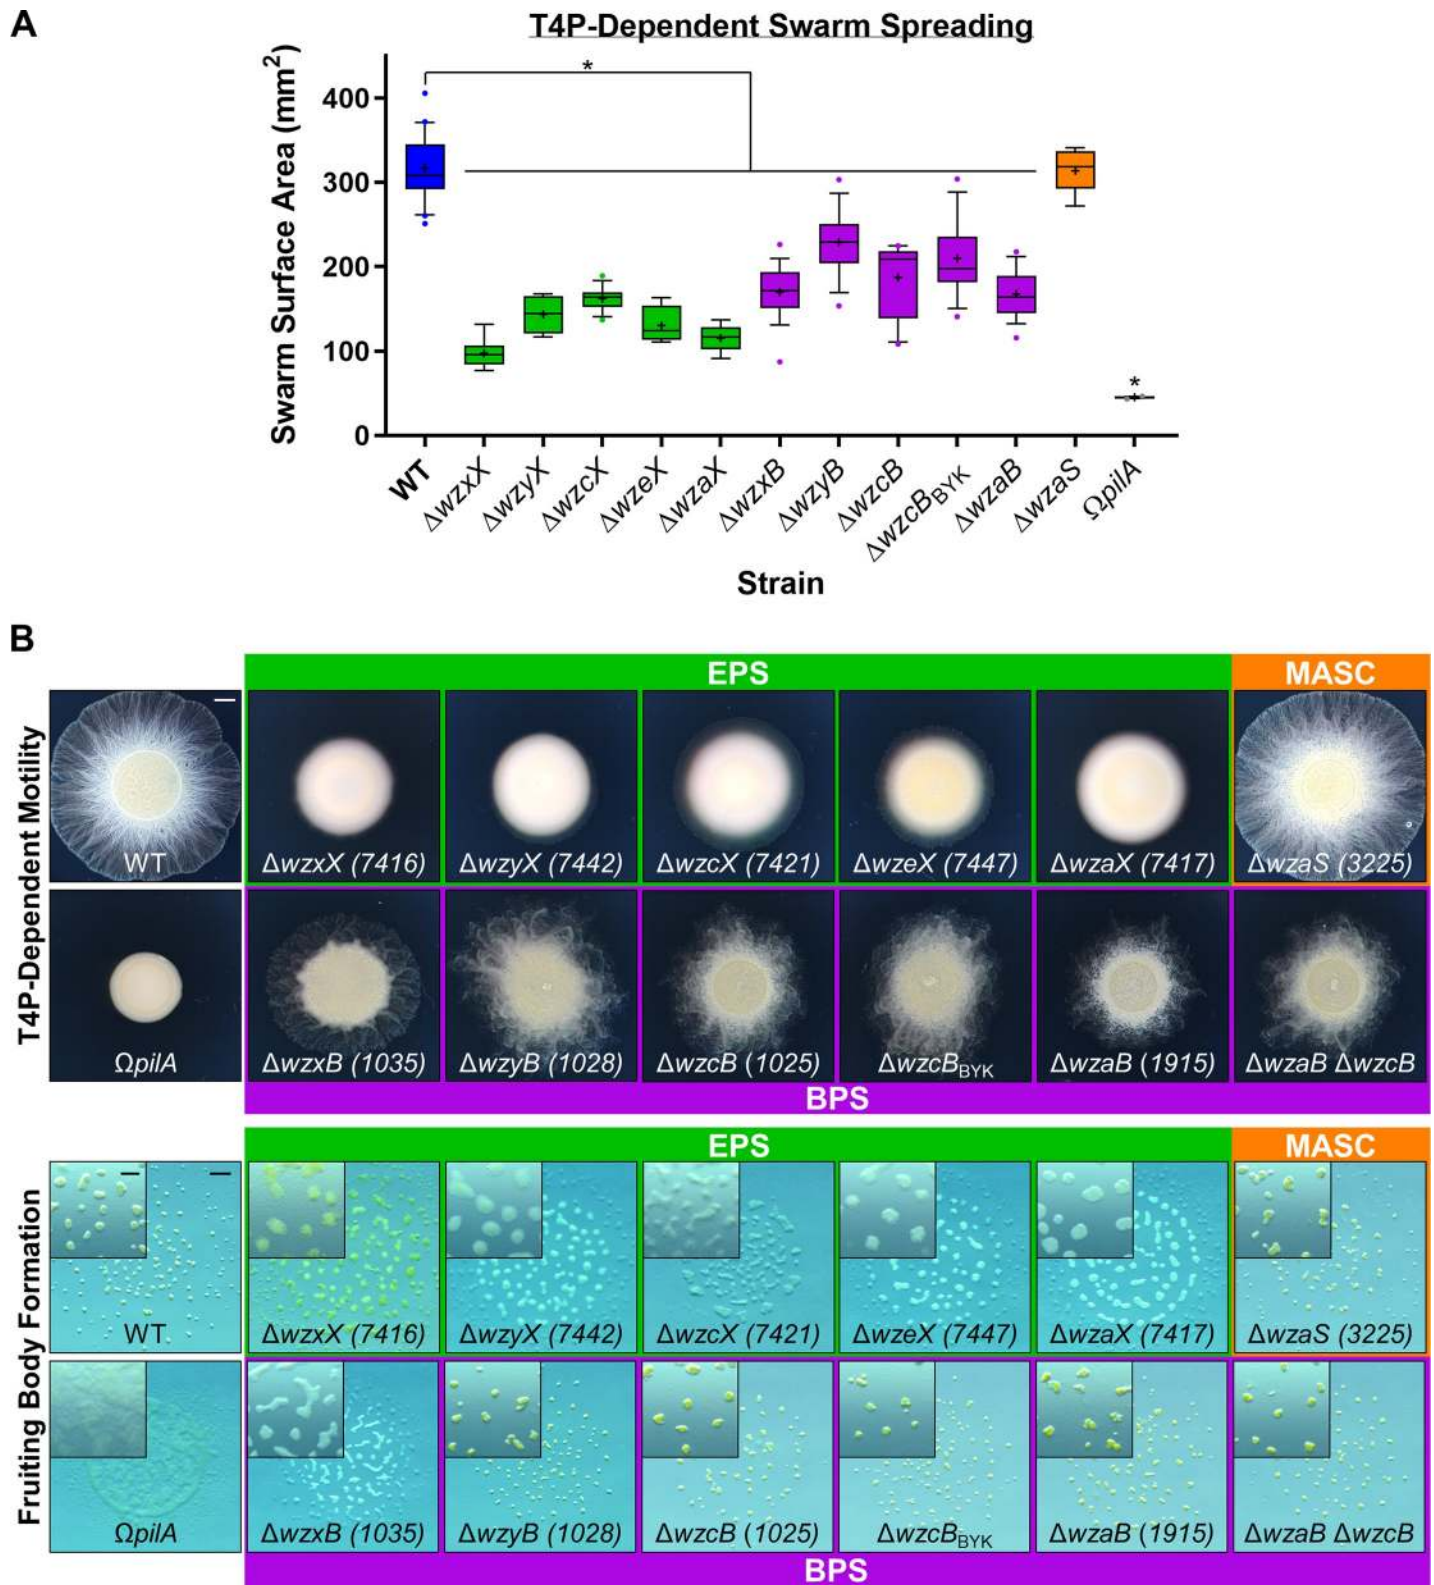 A
T4P-Dependent Swarm Spreading
Swarm Surface Area (mm²)
400
300
200
100
0
*
*
WT
ΔwzxX
ΔwzyX
ΔwzcX
ΔwzeX
ΔwzaX
ΔwzxB
ΔwzyB
ΔwzcB
ΔwzcB_BYK
ΔwzaB
ΔwzaS
ΩpilA
Strain
B
T4P-Dependent Motility
EPS
MASC
WT
ΔwzxX (7416)
ΔwzyX (7442)
ΔwzcX (7421)
ΔwzeX (7447)
ΔwzaX (7417)
ΔwzaS (3225)
ΩpilA
ΔwzxB (1035)
ΔwzyB (1028)
ΔwzcB (1025)
ΔwzcB_BYK
ΔwzaB (1915)
ΔwzaB ΔwzcB
BPS
Fruiting Body Formation
EPS
MASC
WT
ΔwzxX (7416)
ΔwzyX (7442)
ΔwzcX (7421)
ΔwzeX (7447)
ΔwzaX (7417)
ΔwzaS (3225)
ΩpilA
ΔwzxB (1035)
ΔwzyB (1028)
ΔwzcB (1025)
ΔwzcB_BYK
ΔwzaB (1915)
ΔwzaB ΔwzcB
BPS